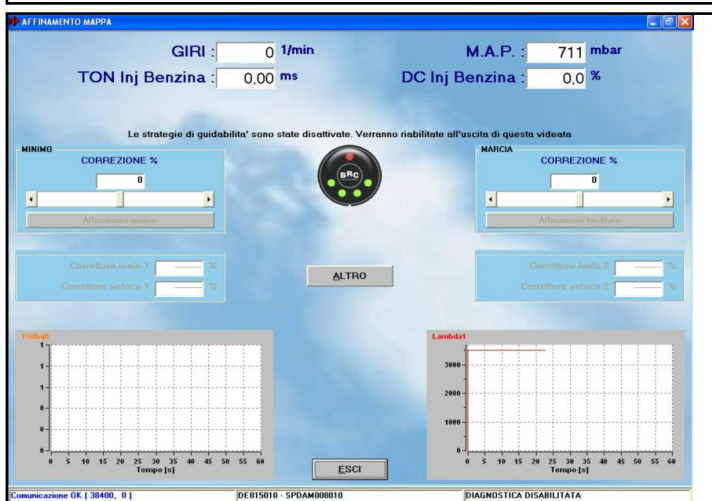 AFFINAMENTO MAPPA
GIRI : 0 1/min
M.A.P. : 711 mbar
TON Inj Benzina : 0,00 ms
DC Inj Benzina : 0,0 %
Le strategie di guidabilita' sono state disattivate. Verranno riabilitate all'uscita di questa videata
MINIMO
CORREZIONE %
0
Affinamento minimo
BRC
MARCIA
CORREZIONE %
0
Affinamento facilitato
Correttore lento 1 %
Correttore veloce 1 %
ALTRO
Correttore lento 2 %
Correttore veloce 2 %
1
1
1
0
0
0
0 5 10 15 20 25 30 35 40 45 50 55 60
Tempo [s]
ESCI
Lambda1
3000
2000
1000
0
0 5 10 15 20 25 30 35 40 45 50 55 60
Tempo [s]
Comunicazione OK ( 38400, 0 )
DE815010 - SPDAM008010
DIAGNOSTICA DISABILITATA